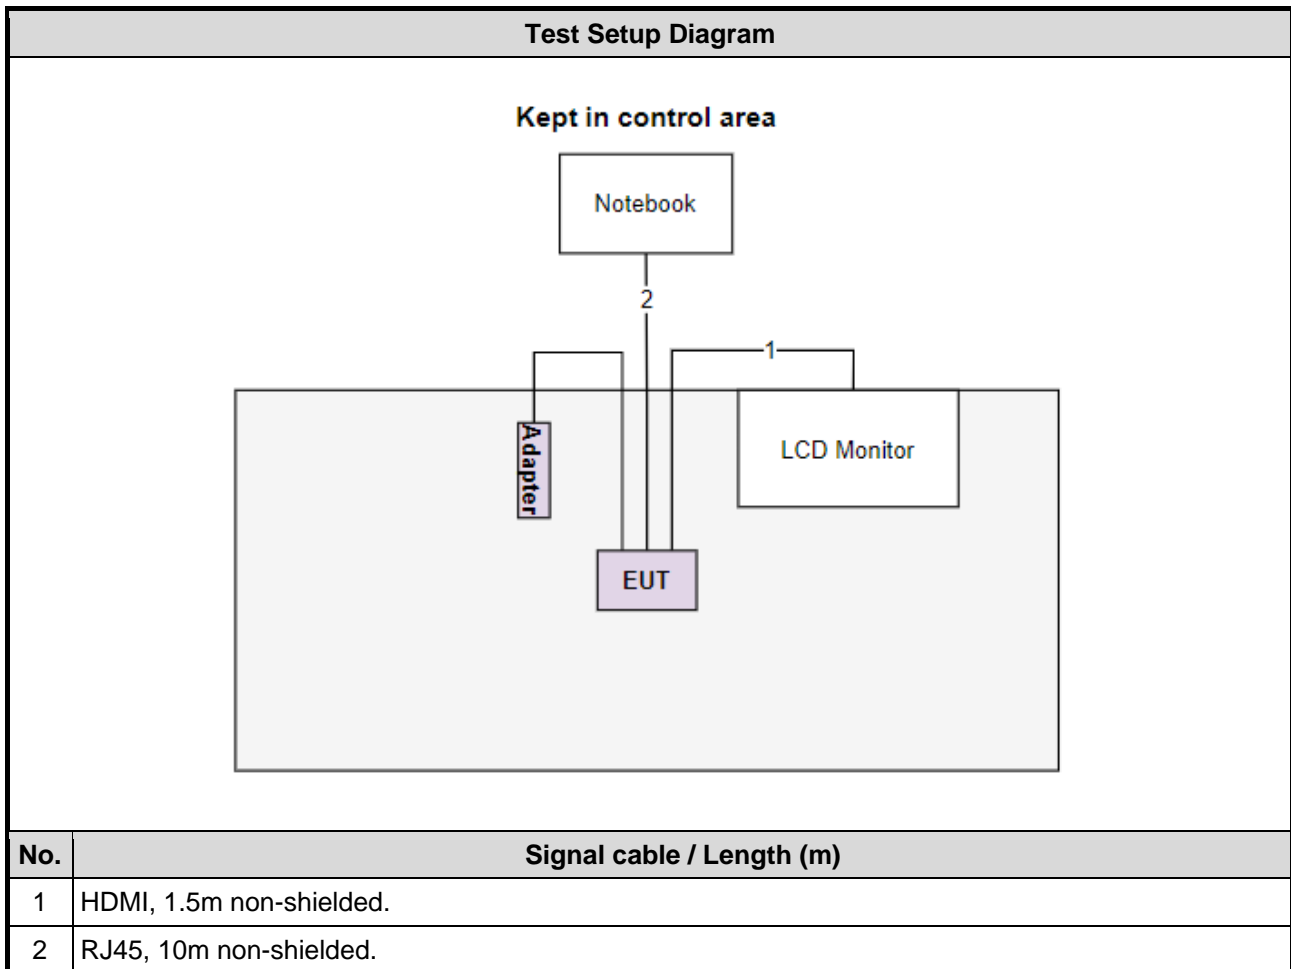 Test Setup Diagram
Kept in control area
Notebook
2
1
Adapter
LCD Monitor
EUT
No. Signal cable / Length (m)
1 HDMI, 1.5m non-shielded.
2 RJ45, 10m non-shielded.